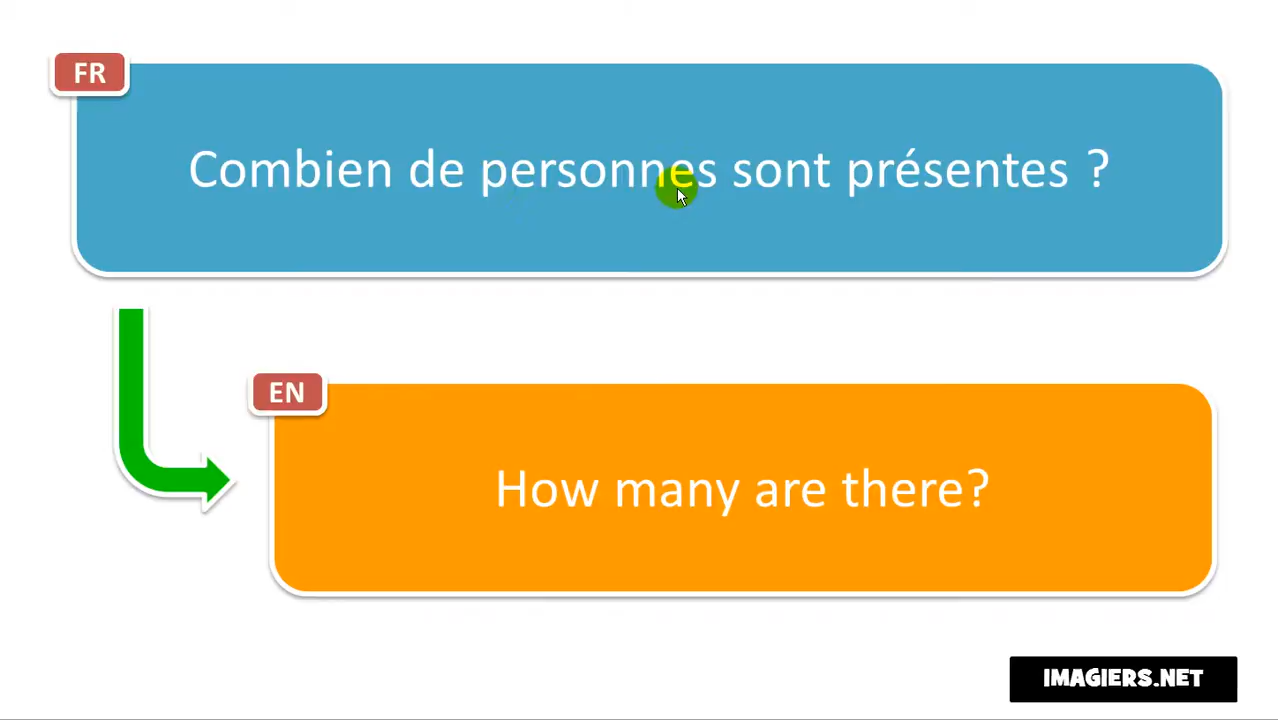 FR
Combien de personnes sont présentes ?
EN
How many are there?
IMAGIERS.NET